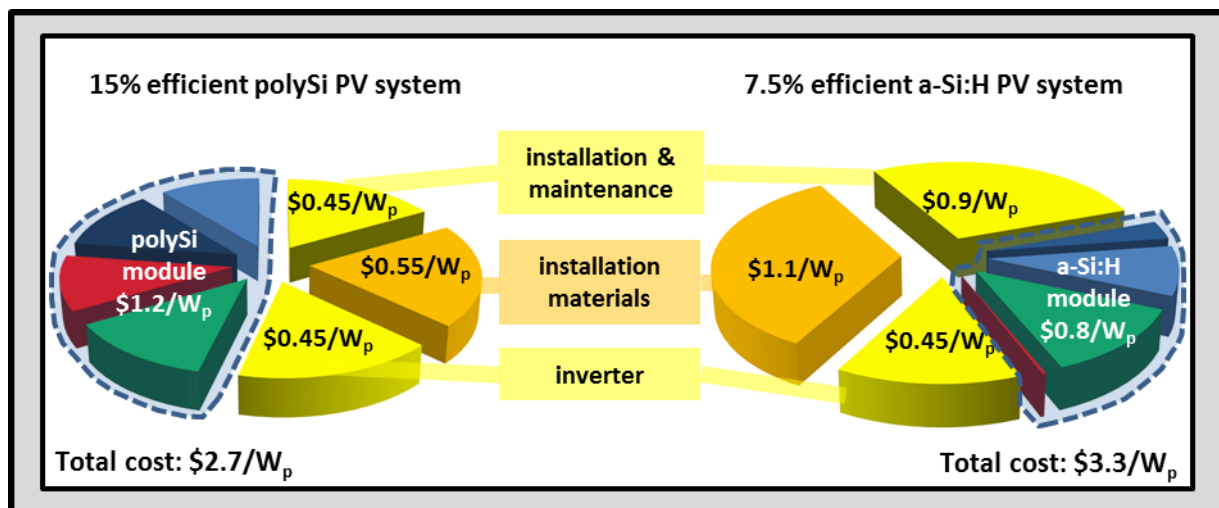 15% efficient polySi PV system
7.5% efficient a-Si:H PV system
installation &
maintenance
$0.45/Wp
$0.9/Wp
polySi
module
$1.2/Wp
$0.55/Wp
installation
materials
$1.1/Wp
a-Si:H
module
$0.8/Wp
$0.45/Wp
inverter
$0.45/Wp
Total cost: $2.7/Wp
Total cost: $3.3/Wp